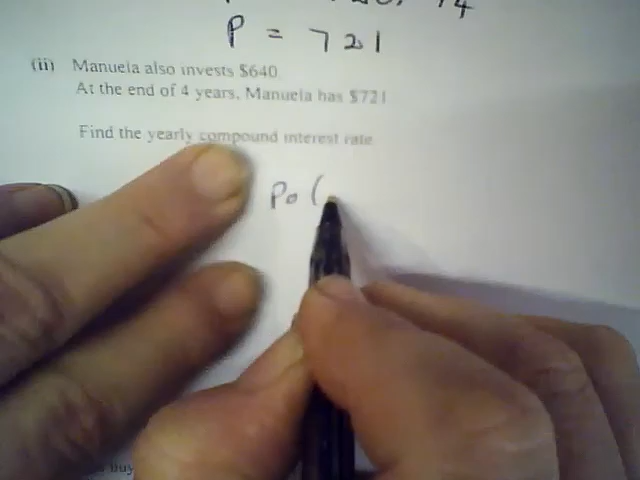 P = 721
(ii) Manuela also invests $640.
At the end of 4 years, Manuela has $721
Find the yearly compound interest rate
Po (
buy